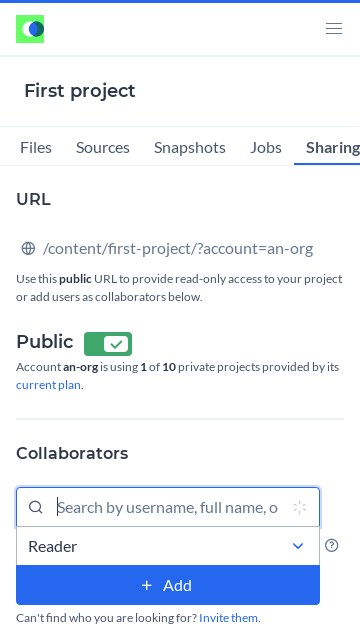 First project
Files Sources Snapshots Jobs Sharing
URL
/content/first-project/?account=an-org
Use this public URL to provide read-only access to your project
or add users as collaborators below.
Public
Account an-org is using 1 of 10 private projects provided by its
current plan.
Collaborators
Search by username, full name, o
Reader
+ Add
Can't find who you are looking for? Invite them.